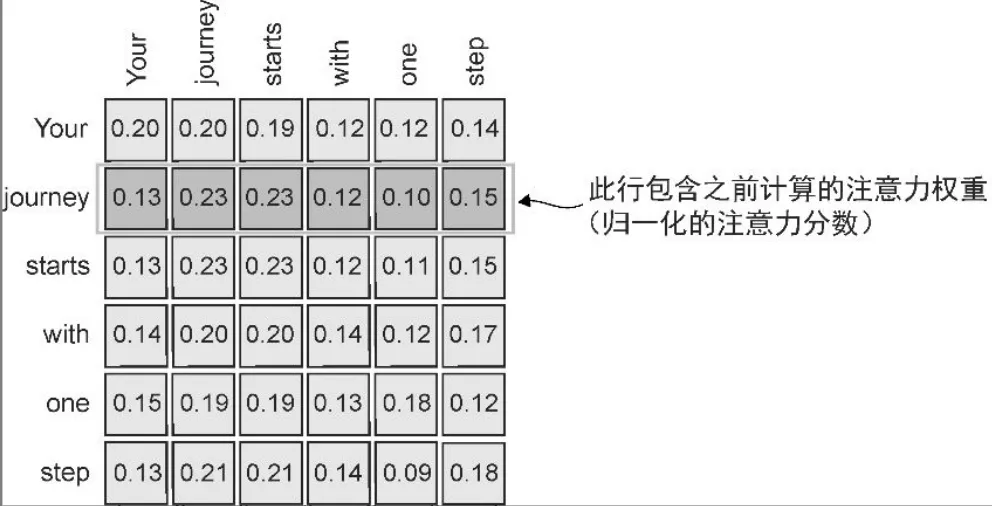 Your journey starts with one step
Your 0.20 0.20 0.19 0.12 0.12 0.14
journey 0.13 0.23 0.23 0.12 0.10 0.15
此行包含之前计算的注意力权重
（归一化的注意力分数）
starts 0.13 0.23 0.23 0.12 0.11 0.15
with 0.14 0.20 0.20 0.14 0.12 0.17
one 0.15 0.19 0.19 0.13 0.18 0.12
step 0.13 0.21 0.21 0.14 0.09 0.18